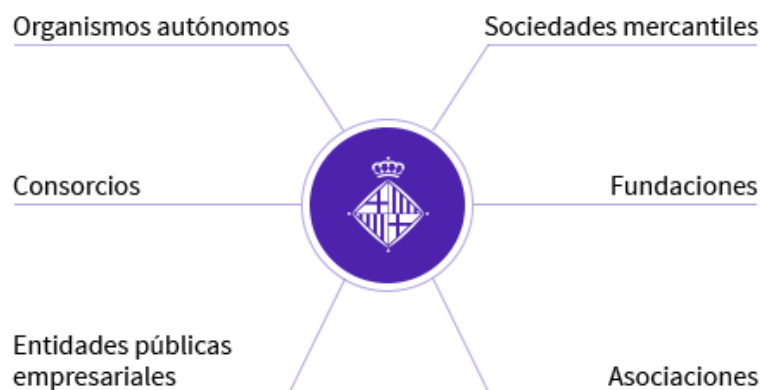 Organismos autónomos
Sociedades mercantiles
Consorcios
Fundaciones
Entidades públicas
empresariales
Asociaciones